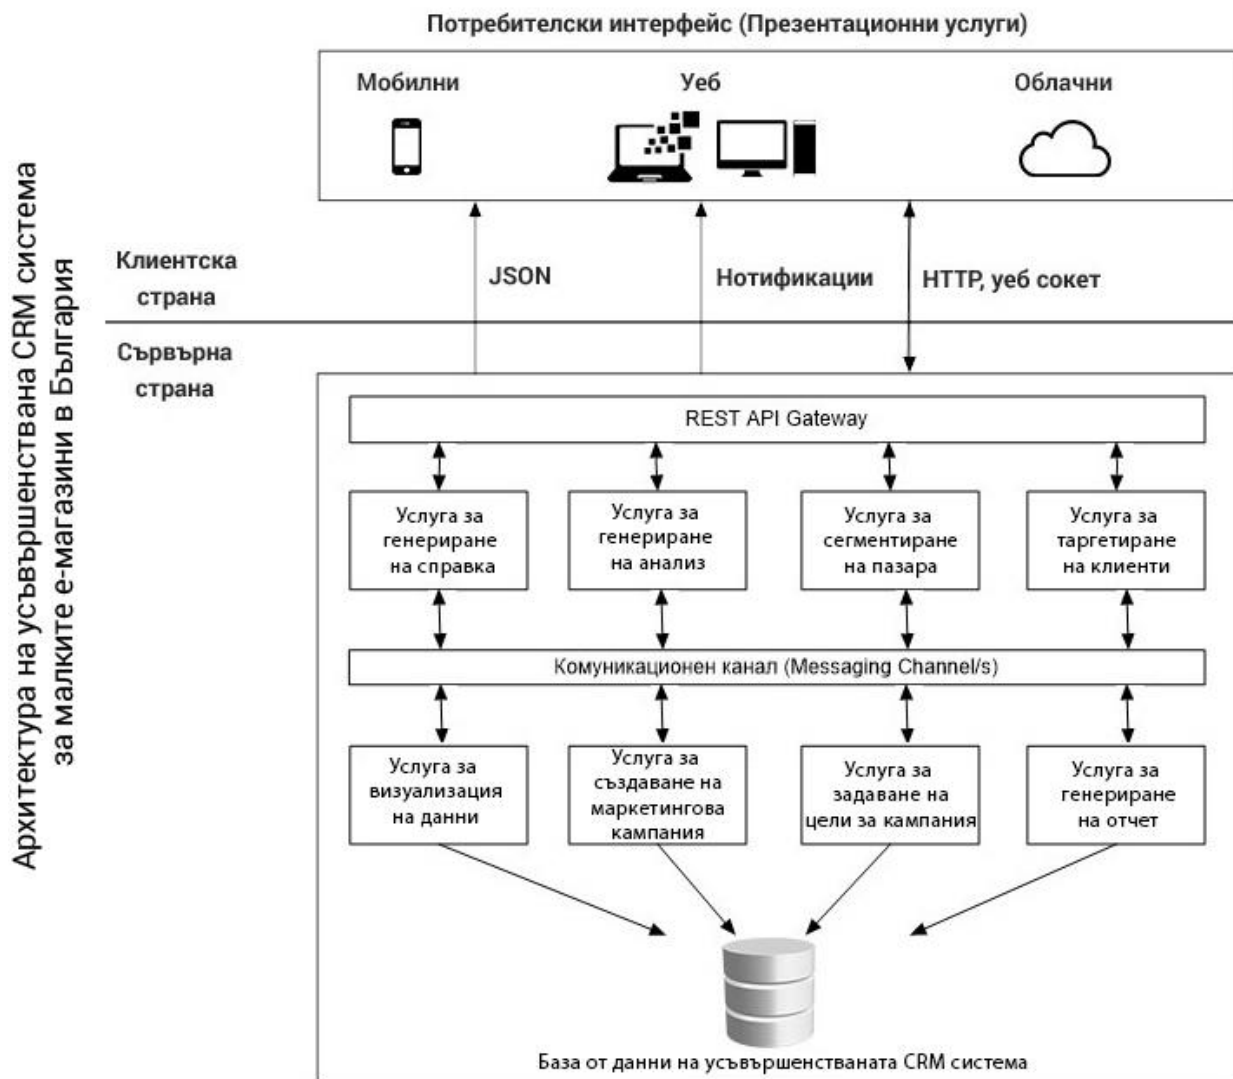 Потребителски интерфейс (Презентационни услуги)
Мобилни
Уеб
Облачни
Архитектура на усъвършенствана CRM система
за малките е-магазини в България
Клиентска
страна
JSON
Нотификации
HTTP, уеб сокет
Сървърна
страна
REST API Gateway
Услуга за
генериране
на справка
Услуга за
генериране
на анализ
Услуга за
сегментиране
на пазара
Услуга за
таргетиране
на клиенти
Комуникационен канал (Messaging Channel/s)
Услуга за
визуализация
на данни
Услуга за
създаване на
маркетингова
кампания
Услуга за
задаване на
цели за кампания
Услуга за
генериране
на отчет
База от данни на усъвършенстваната CRM система